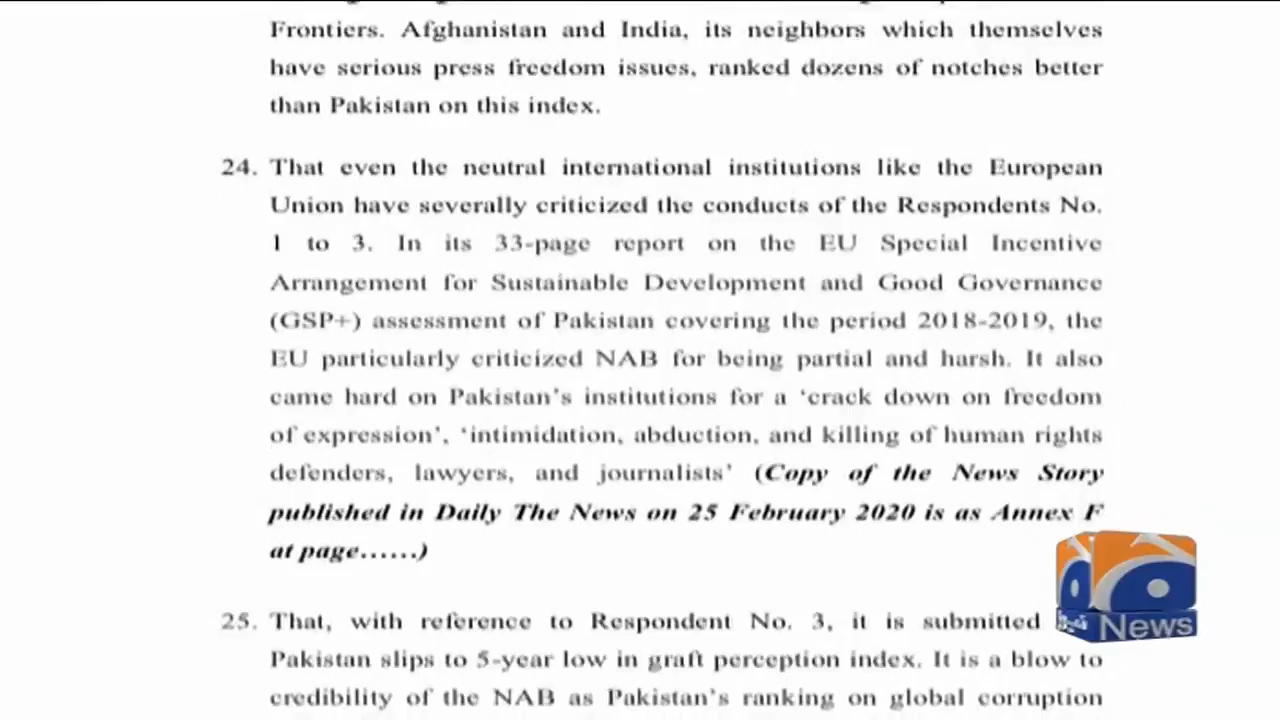 Frontiers. Afghanistan and India, its neighbors which themselves
have serious press freedom issues, ranked dozens of notches better
than Pakistan on this index.
24. That even the neutral international institutions like the European
Union have severally criticized the conducts of the Respondents No.
1 to 3. In its 33-page report on the EU Special Incentive
Arrangement for Sustainable Development and Good Governance
(GSP+) assessment of Pakistan covering the period 2018-2019, the
EU particularly criticized NAB for being partial and harsh. It also
came hard on Pakistan's institutions for a ‘crack down on freedom
of expression’, ‘intimidation, abduction, and killing of human rights
defenders, lawyers, and journalists’ (Copy of the News Story
published in Daily The News on 25 February 2020 is as Annex F
at page......)
25. That, with reference to Respondent No. 3, it is submitted
Pakistan slips to 5-year low in graft perception index. It is a blow to
credibility of the NAB as Pakistan's ranking on global corruption
News